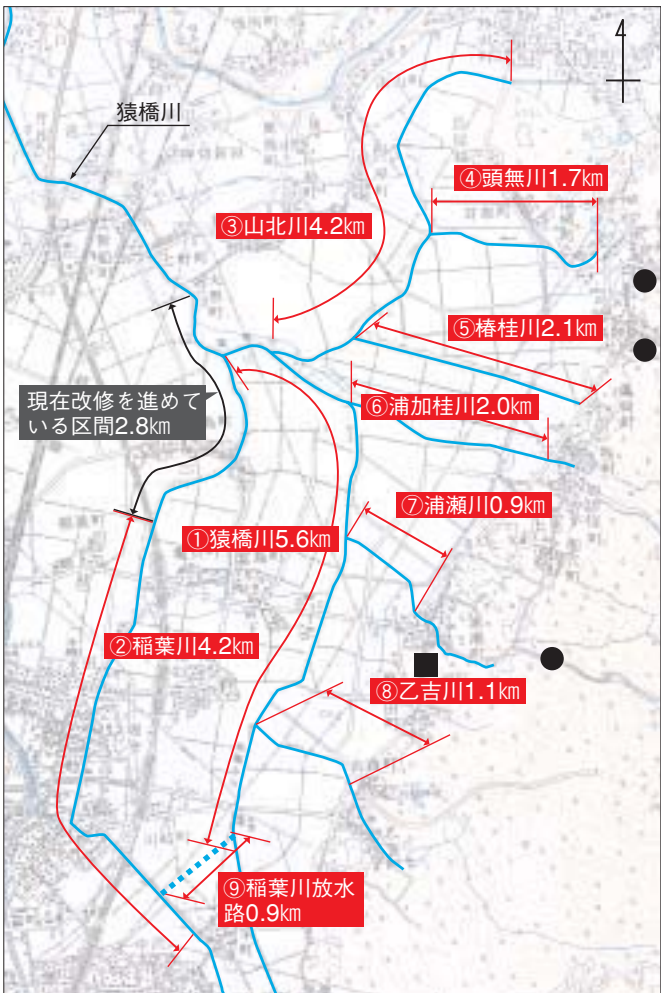 4
猿橋川
④頭無川1.7㎞
③山北川4.2㎞
⑤椿桂川2.1㎞
現在改修を進めて
いる区間2.8㎞
⑥浦加桂川2.0㎞
⑦浦瀬川0.9㎞
①猿橋川5.6㎞
②稲葉川4.2㎞
⑧乙吉川1.1㎞
⑨稲葉川放水
路0.9㎞